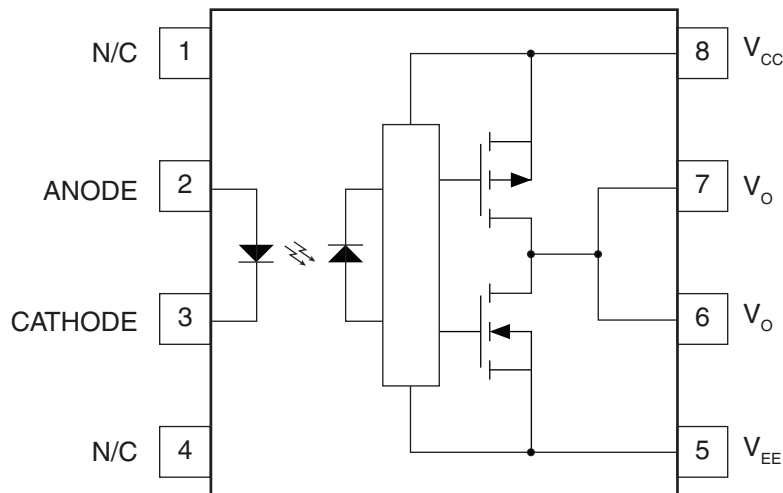 N/C 1
8 V_CC
ANODE 2
7 V_O
CATHODE 3
6 V_O
N/C 4
5 V_EE